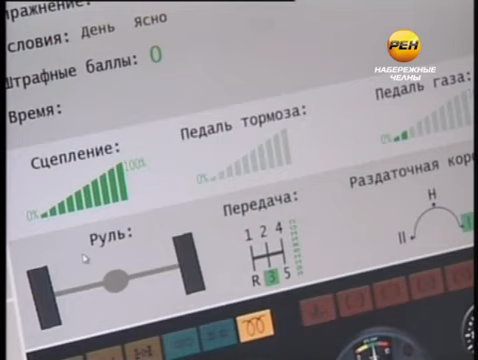 словия: День Ясно
Штрафные баллы: 0
Время:
РЕН
НАБЕРЕЖНЫЕ
ЧЕЛНЫ
Сцепление:
0%
100%
Педаль тормоза:
0%
Педаль газа:
0%
Руль:
Передача:
1 2 4
R 3 5
Раздаточная кор
H
II